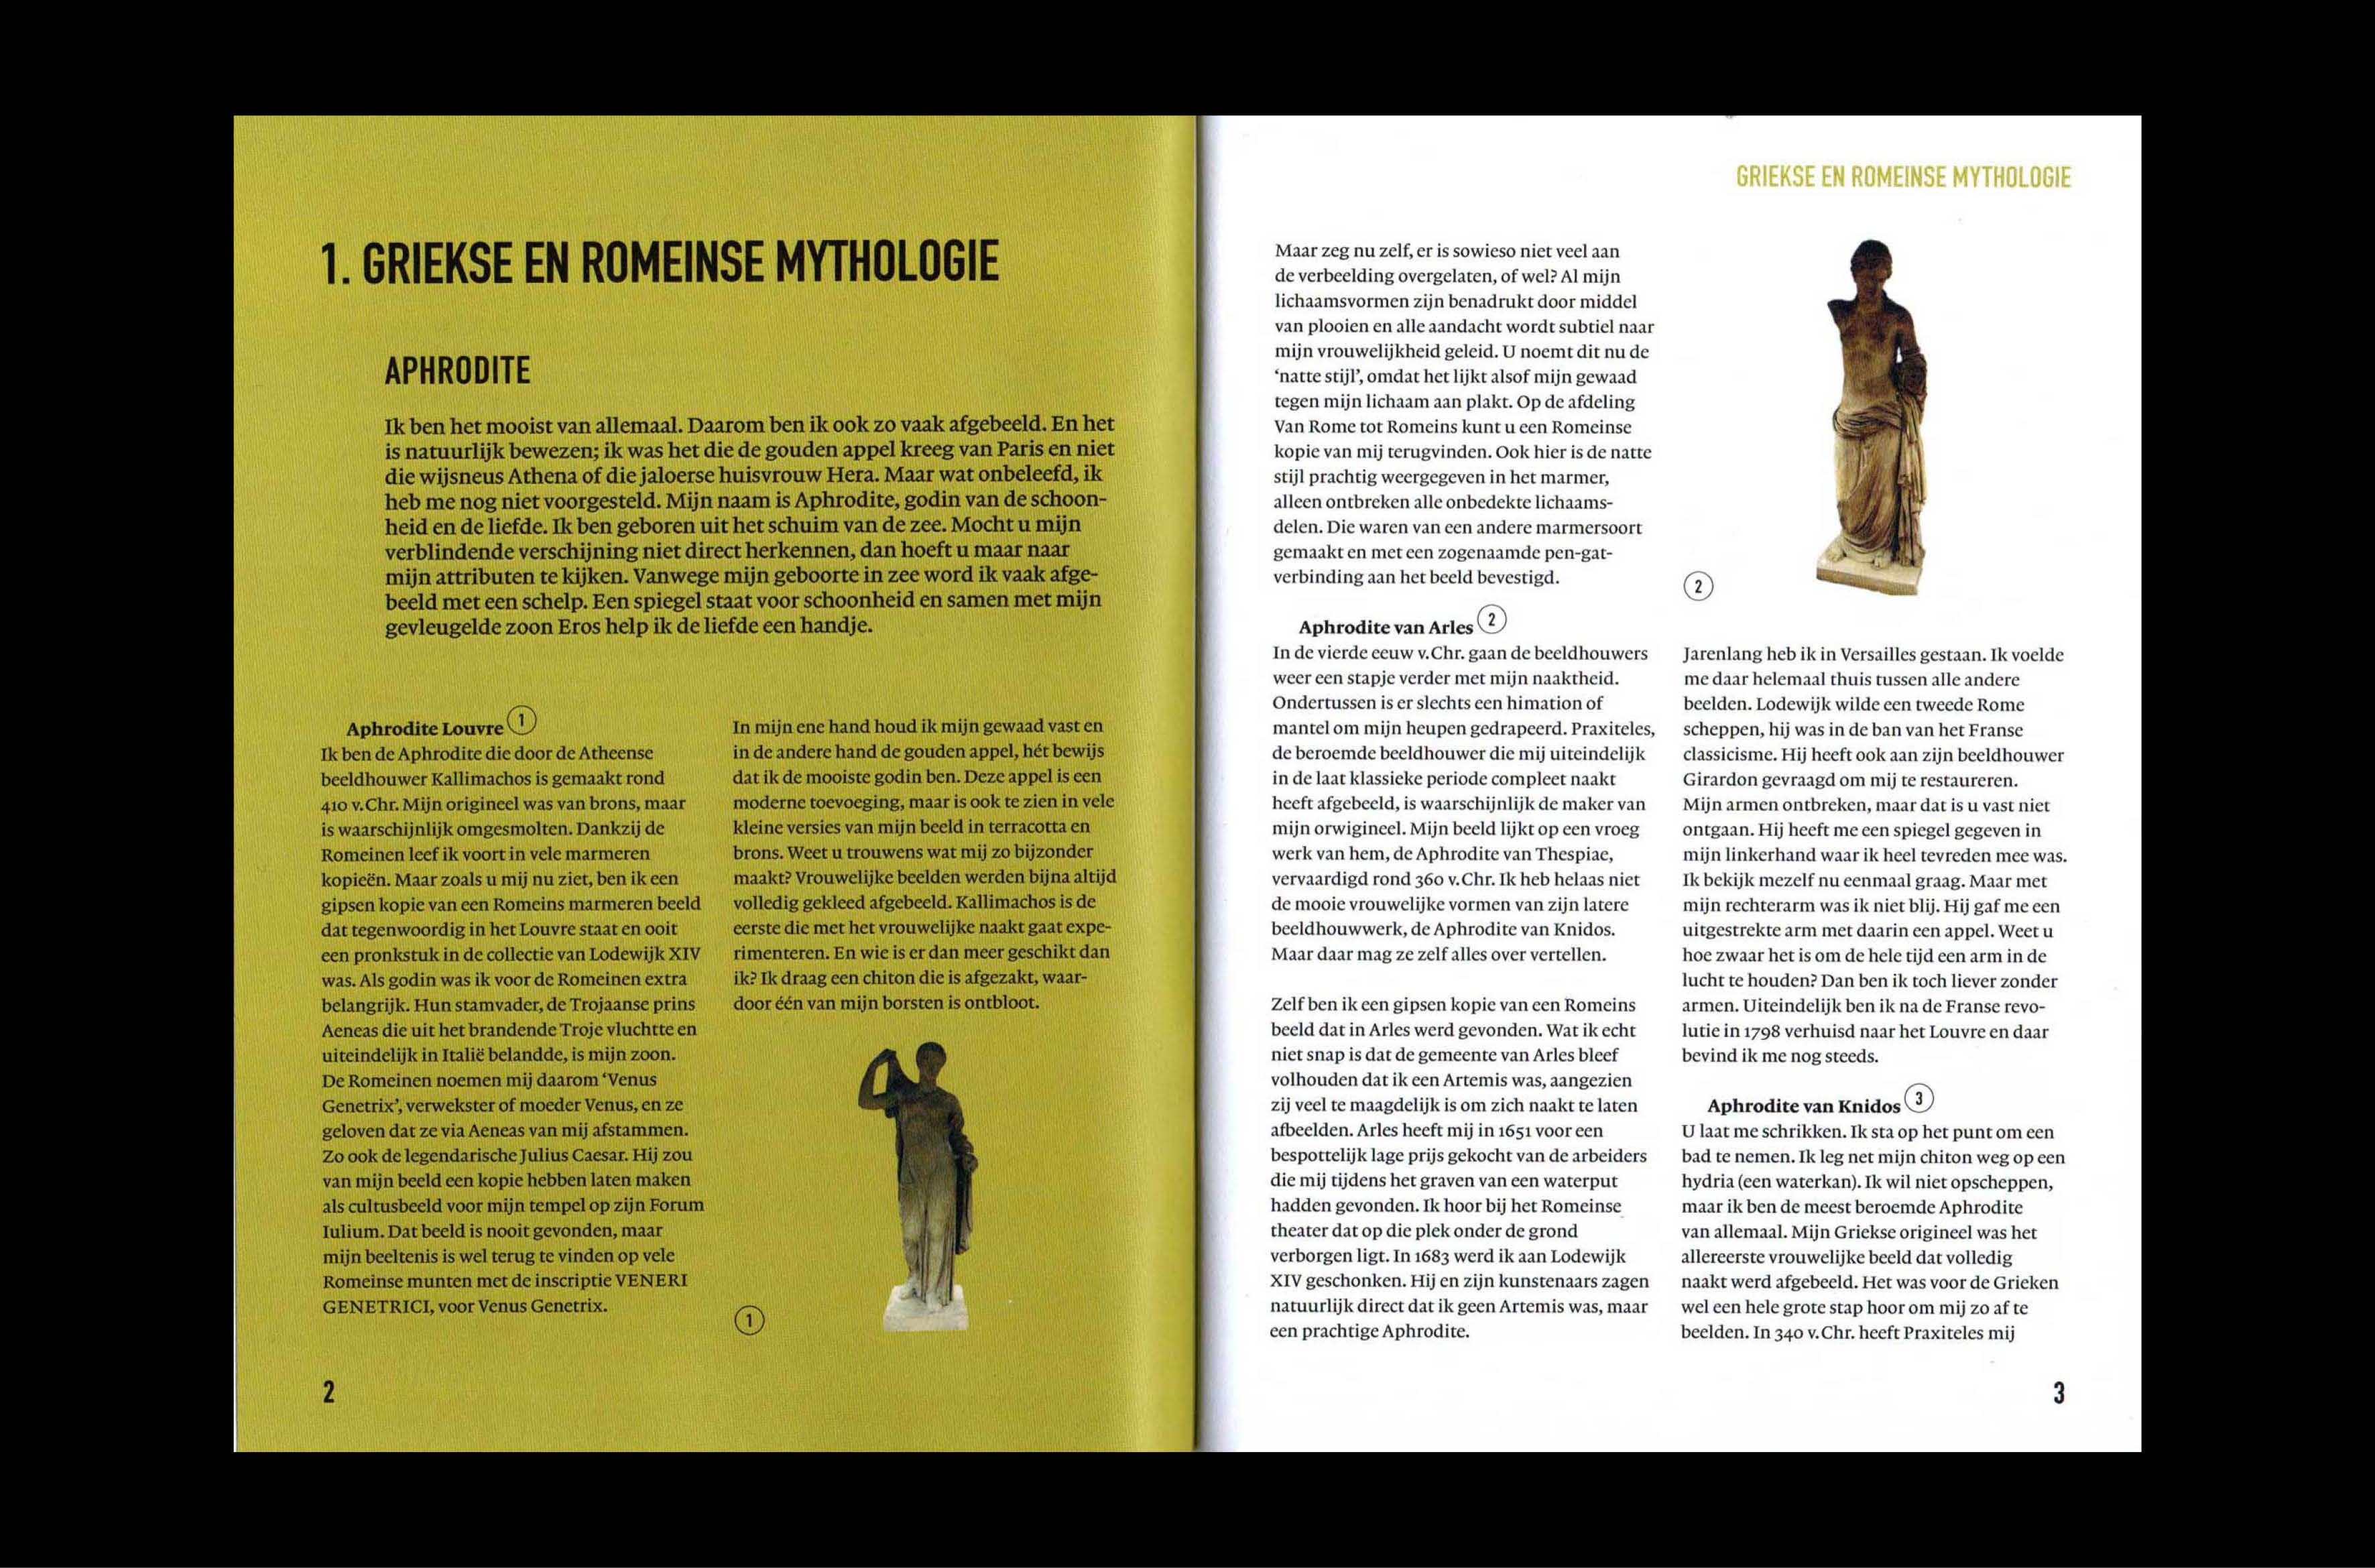 1. GRIEKSE EN ROMEINSE MYTHOLOGIE
APHRODITE
Ik ben het mooist van allemaal. Daarom ben ik ook zo vaak afgebeeld. En het
is natuurlijk bewezen; ik was het die de gouden appel kreeg van Paris en niet
die wijsneus Athena of die jaloerse huisvrouw Hera. Maar wat onbeleefd, ik
heb me nog niet voorgesteld. Mijn naam is Aphrodite, godin van de schoon-
heid en de liefde. Ik ben geboren uit het schuim van de zee. Mocht u mijn
verblindende verschijning niet direct herkennen, dan hoeft u maar naar
mijn attributen te kijken. Vanwege mijn geboorte in zee word ik vaak afge-
beeld met een schelp. Een spiegel staat voor schoonheid en samen met mijn
gevleugelde zoon Eros help ik de liefde een handje.
Aphrodite Louvre 1
Ik ben de Aphrodite die door de Atheense
beeldhouwer Kallimachos is gemaakt rond
410 v.Chr. Mijn origineel was van brons, maar
is waarschijnlijk omgesmolten. Dankzij de
Romeinen leef ik voort in vele marmeren
kopieën. Maar zoals u mij nu ziet, ben ik een
gipsen kopie van een Romeins marmeren beeld
dat tegenwoordig in het Louvre staat en ooit
een pronkstuk in de collectie van Lodewijk XIV
was. Als godin was ik voor de Romeinen extra
belangrijk. Hun stamvader, de Trojaanse prins
Aeneas die uit het brandende Troje vluchtte en
uiteindelijk in Italië belandde, is mijn zoon.
De Romeinen noemen mij daarom ‘Venus
Genetrix’, verwekster of moeder Venus, en ze
geloven dat ze via Aeneas van mij afstammen.
Zo ook de legendarische Julius Caesar. Hij zou
van mijn beeld een kopie hebben laten maken
als cultusbeeld voor mijn tempel op zijn Forum
Iulium. Dat beeld is nooit gevonden, maar
mijn beeltenis is wel terug te vinden op vele
Romeinse munten met de inscriptie VENERI
GENETRICI, voor Venus Genetrix.
In mijn ene hand houd ik mijn gewaad vast en
in de andere hand de gouden appel, hét bewijs
dat ik de mooiste godin ben. Deze appel is een
moderne toevoeging, maar is ook te zien in vele
kleine versies van mijn beeld in terracotta en
brons. Weet u trouwens wat mij zo bijzonder
maakt? Vrouwelijke beelden werden bijna altijd
volledig gekleed afgebeeld. Kallimachos is de
eerste die met het vrouwelijke naakt gaat expe-
rimenteren. En wie is er dan meer geschikt dan
ik? Ik draag een chiton die is afgezakt, waar-
door één van mijn borsten is ontbloot.
1
2
GRIEKSE EN ROMEINSE MYTHOLOGIE
Maar zeg nu zelf, er is sowieso niet veel aan
de verbeelding overgelaten, of wel? Al mijn
lichaamsvormen zijn benadrukt door middel
van plooien en alle aandacht wordt subtiel naar
mijn vrouwelijkheid geleid. U noemt dit nu de
‘natte stijl’, omdat het lijkt alsof mijn gewaad
tegen mijn lichaam aan plakt. Op de afdeling
Van Rome tot Romeins kunt u een Romeinse
kopie van mij terugvinden. Ook hier is de natte
stijl prachtig weergegeven in het marmer,
alleen ontbreken alle onbedekte lichaams-
delen. Die waren van een andere marmersoort
gemaakt en met een zogenaamde pen-gat-
verbinding aan het beeld bevestigd.
Aphrodite van Arles 2
In de vierde eeuw v.Chr. gaan de beeldhouwers
weer een stapje verder met mijn naaktheid.
Ondertussen is er slechts een himation of
mantel om mijn heupen gedrapeerd. Praxiteles,
de beroemde beeldhouwer die mij uiteindelijk
in de laat klassieke periode compleet naakt
heeft afgebeeld, is waarschijnlijk de maker van
mijn orwigineel. Mijn beeld lijkt op een vroeg
werk van hem, de Aphrodite van Thespiae,
vervaardigd rond 360 v.Chr. Ik heb helaas niet
de mooie vrouwelijke vormen van zijn latere
beeldhouwwerk, de Aphrodite van Knidos.
Maar daar mag ze zelf alles over vertellen.
Zelf ben ik een gipsen kopie van een Romeins
beeld dat in Arles werd gevonden. Wat ik echt
niet snap is dat de gemeente van Arles bleef
volhouden dat ik een Artemis was, aangezien
zij veel te maagdelijk is om zich naakt te laten
afbeelden. Arles heeft mij in 1651 voor een
bespottelijk lage prijs gekocht van de arbeiders
die mij tijdens het graven van een waterput
hadden gevonden. Ik hoor bij het Romeinse
theater dat op die plek onder de grond
verborgen ligt. In 1683 werd ik aan Lodewijk
XIV geschonken. Hij en zijn kunstenaars zagen
natuurlijk direct dat ik geen Artemis was, maar
een prachtige Aphrodite.
2
Jarenlang heb ik in Versailles gestaan. Ik voelde
me daar helemaal thuis tussen alle andere
beelden. Lodewijk wilde een tweede Rome
scheppen, hij was in de ban van het Franse
classicisme. Hij heeft ook aan zijn beeldhouwer
Girardon gevraagd om mij te restaureren.
Mijn armen ontbreken, maar dat is u vast niet
ontgaan. Hij heeft me een spiegel gegeven in
mijn linkerhand waar ik heel tevreden mee was.
Ik bekijk mezelf nu eenmaal graag. Maar met
mijn rechterarm was ik niet blij. Hij gaf me een
uitgestrekte arm met daarin een appel. Weet u
hoe zwaar het is om de hele tijd een arm in de
lucht te houden? Dan ben ik toch liever zonder
armen. Uiteindelijk ben ik na de Franse revo-
lutie in 1798 verhuisd naar het Louvre en daar
bevind ik me nog steeds.
Aphrodite van Knidos 3
U laat me schrikken. Ik sta op het punt om een
bad te nemen. Ik leg net mijn chiton weg op een
hydria (een waterkan). Ik wil niet opscheppen,
maar ik ben de meest beroemde Aphrodite
van allemaal. Mijn Griekse origineel was het
allereerste vrouwelijke beeld dat volledig
naakt werd afgebeeld. Het was voor de Grieken
wel een hele grote stap hoor om mij zo af te
beelden. In 340 v.Chr. heeft Praxiteles mij
3